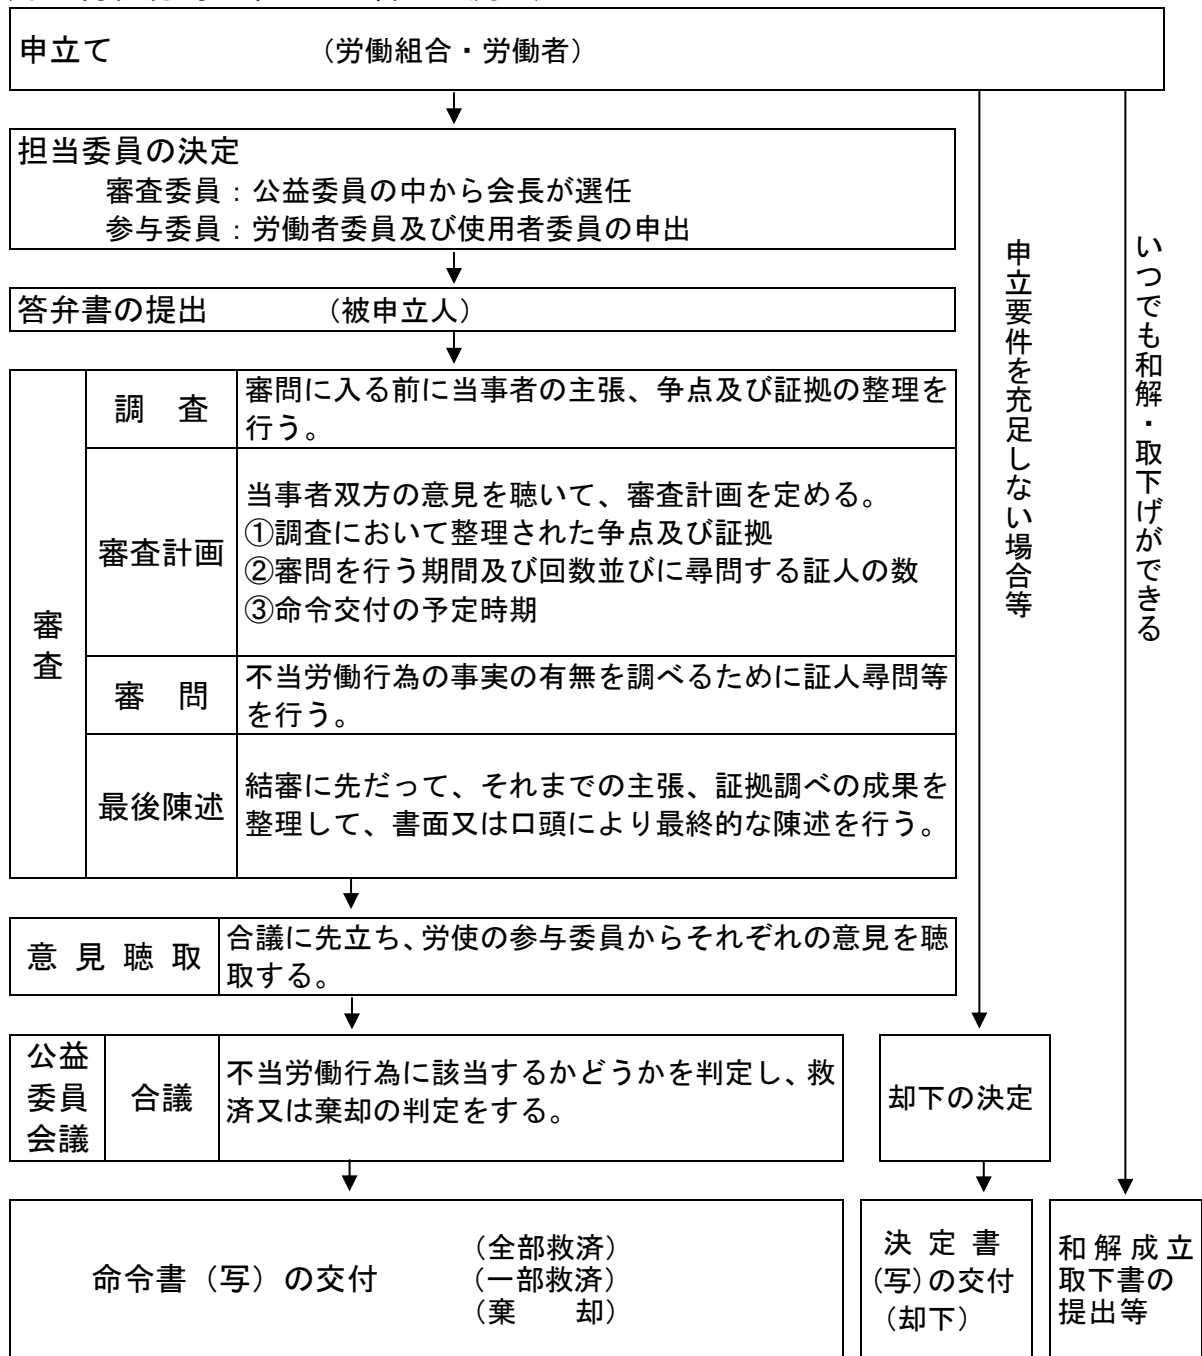 申立て （労働組合・労働者）
担当委員の決定
審査委員：公益委員の中から会長が選任
参与委員：労働者委員及び使用者委員の申出
答弁書の提出 （被申立人）
審査
調 査
審問に入る前に当事者の主張、争点及び証拠の整理を
行う。
審査計画
当事者双方の意見を聴いて、審査計画を定める。
①調査において整理された争点及び証拠
②審問を行う期間及び回数並びに尋問する証人の数
③命令交付の予定時期
審 問
不当労働行為の事実の有無を調べるために証人尋問等
を行う。
最後陳述
結審に先だって、それまでの主張、証拠調べの成果を
整理して、書面又は口頭により最終的な陳述を行う。
意 見 聴 取
合議に先立ち、労使の参与委員からそれぞれの意見を聴
取する。
公益
委員
会議
合議
不当労働行為に該当するかどうかを判定し、救
済又は棄却の判定をする。
命令書（写）の交付
（全部救済）
（一部救済）
（棄 却）
申立要件を充足しない場合等
却下の決定
決 定 書
（写）の交付
（却下）
いつでも和解・取下げができる
和解成立
取下書の
提出等